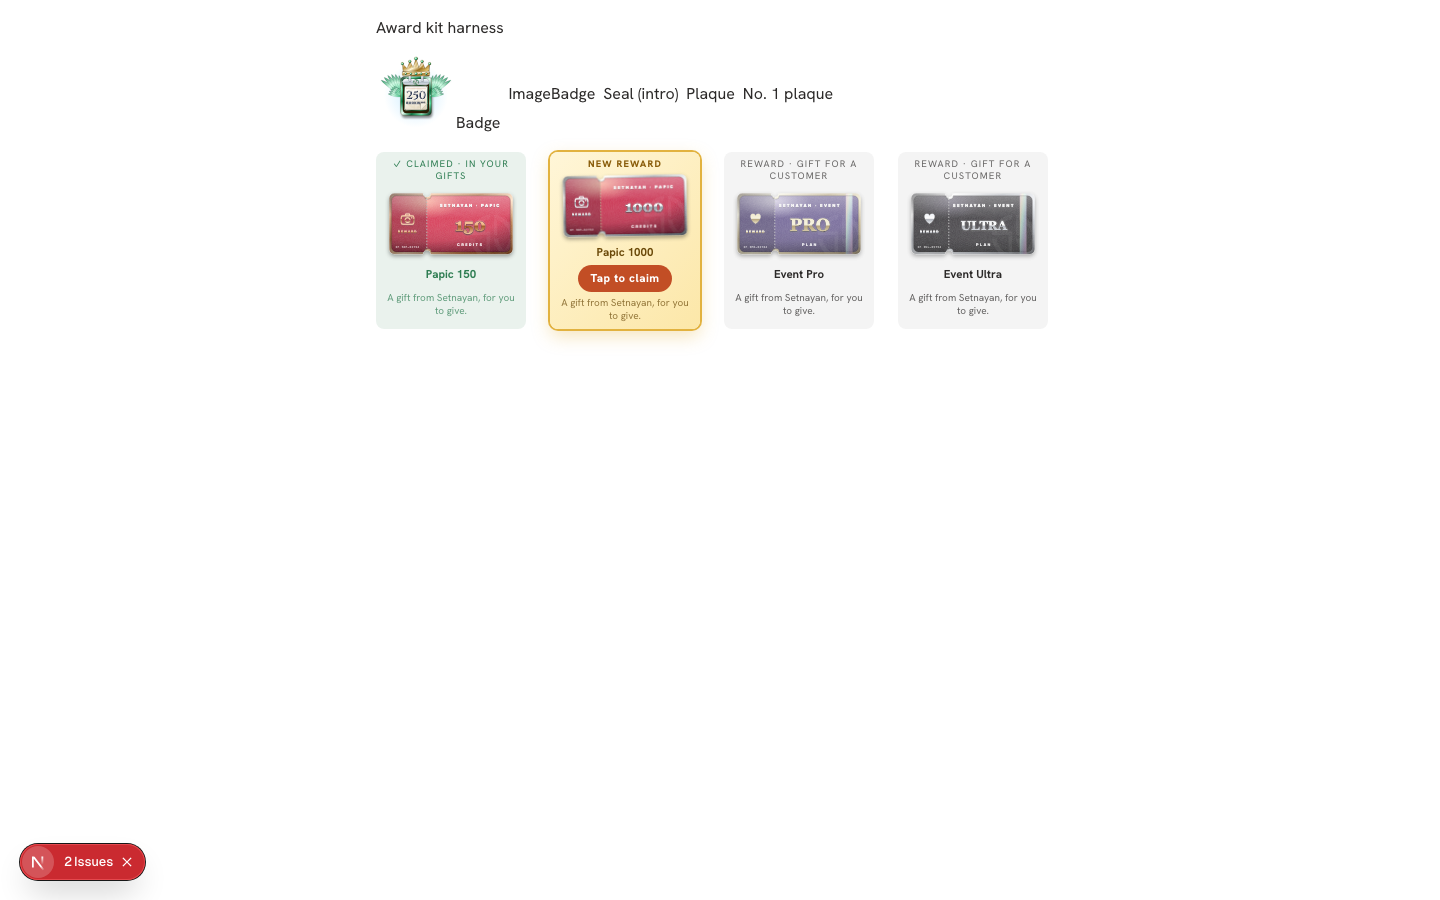 Award kit harness
250
ImageBadge Seal (intro) Plaque No. 1 plaque
Badge
✓ CLAIMED · IN YOUR
GIFTS
SETNAYAN · PAPIC
150
REWARD
CREDITS
Papic 150
A gift from Setnayan, for you
to give.
NEW REWARD
SETNAYAN · PAPIC
1000
REWARD
CREDITS
Papic 1000
Tap to claim
A gift from Setnayan, for you
to give.
REWARD · GIFT FOR A
CUSTOMER
SETNAYAN · EVENT
PRO
REWARD
PLAN
Event Pro
A gift from Setnayan, for you
to give.
REWARD · GIFT FOR A
CUSTOMER
SETNAYAN · EVENT
ULTRA
REWARD
PLAN
Event Ultra
A gift from Setnayan, for you
to give.
N 2 Issues